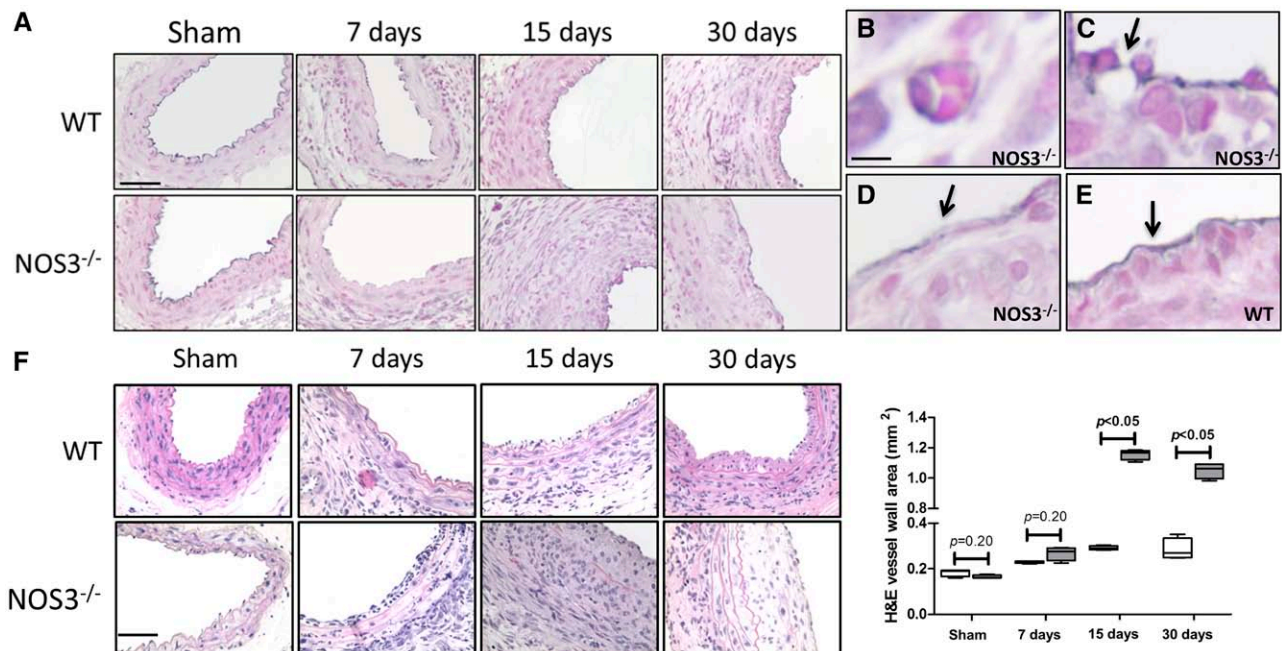 A
Sham
7 days
15 days
30 days
WT
NOS3-/-
B
NOS3-/-
C
NOS3-/-
D
NOS3-/-
E
WT
F
Sham
7 days
15 days
30 days
WT
NOS3-/-
H&E vessel wall area (mm 2)
1.4
1.2
1.0
0.8
0.4
0.2
0.0
p=0.20
p=0.20
p<0.05
p<0.05
Sham
7 days
15 days
30 days